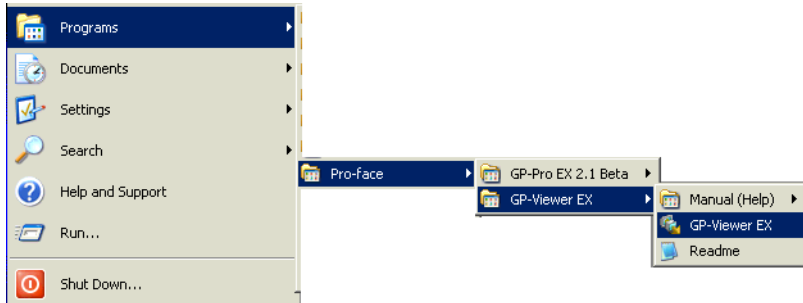 Programs
Documents
Settings
Search
Help and Support
Run...
Shut Down...
Pro-face
GP-Pro EX 2.1 Beta
GP-Viewer EX
Manual (Help)
GP-Viewer EX
Readme